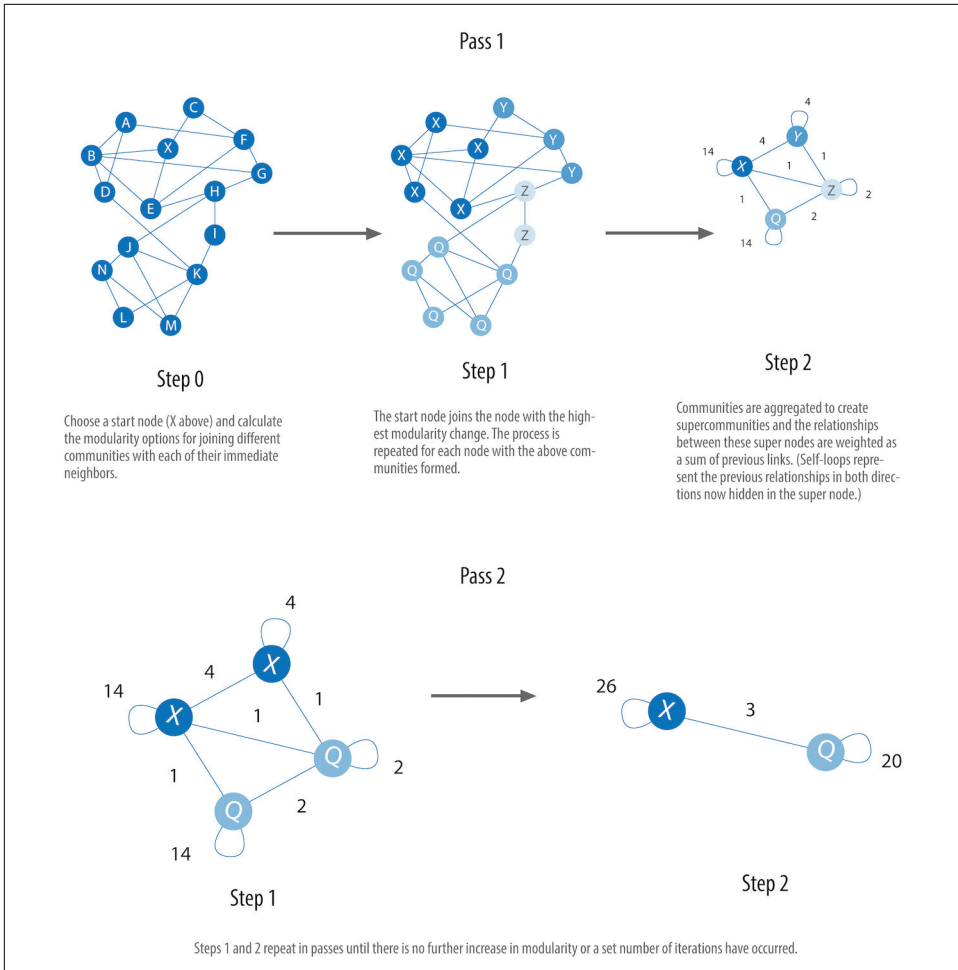 Pass 1
A
C
B
X
F
G
D
E
H
I
J
N
K
L
M
X
Y
X
X
Y
Y
X
X
Z
Z
Q
Q
Q
Q
Q
4
Y
4
14
X
1
1
Z
2
1
2
Q
14
Step 0
Step 1
Step 2
Choose a start node (X above) and calculate
the modularity options for joining different
communities with each of their immediate
neighbors.
The start node joins the node with the high-
est modularity change. The process is
repeated for each node with the above com-
munities formed.
Communities are aggregated to create
supercommunities and the relationships
between these super nodes are weighted as
a sum of previous links. (Self-loops repre-
sent the previous relationships in both direc-
tions now hidden in the super node.)
Pass 2
4
X
4
14
X
1
1
Q
2
1
2
Q
14
26
X
3
Q
20
Step 1
Step 2
Steps 1 and 2 repeat in passes until there is no further increase in modularity or a set number of iterations have occurred.